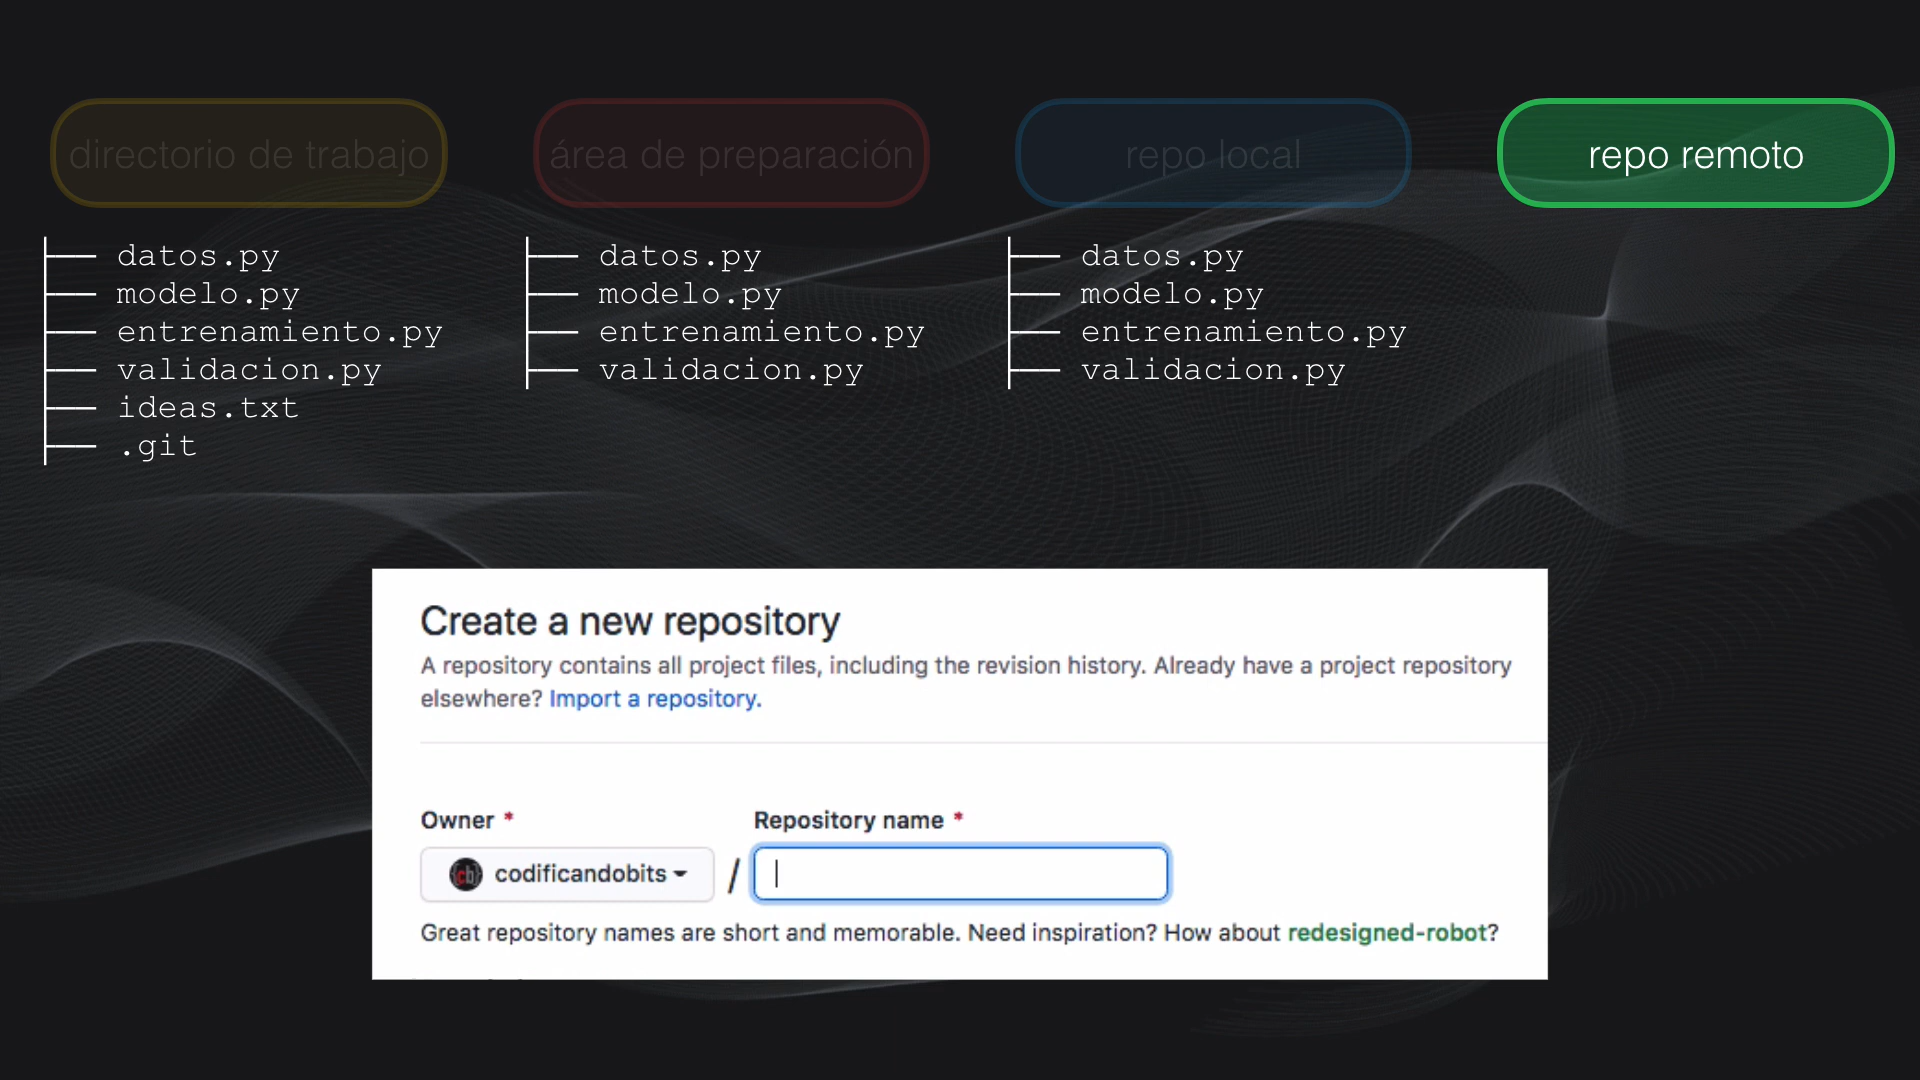 directorio de trabajo
área de preparación
repo local
repo remoto
datos.py
modelo.py
entrenamiento.py
validacion.py
ideas.txt
.git
datos.py
modelo.py
entrenamiento.py
validacion.py
datos.py
modelo.py
entrenamiento.py
validacion.py
Create a new repository
A repository contains all project files, including the revision history. Already have a project repository
elsewhere? Import a repository.
Owner *
Repository name *
cb codificandobits /
Great repository names are short and memorable. Need inspiration? How about redesigned-robot?